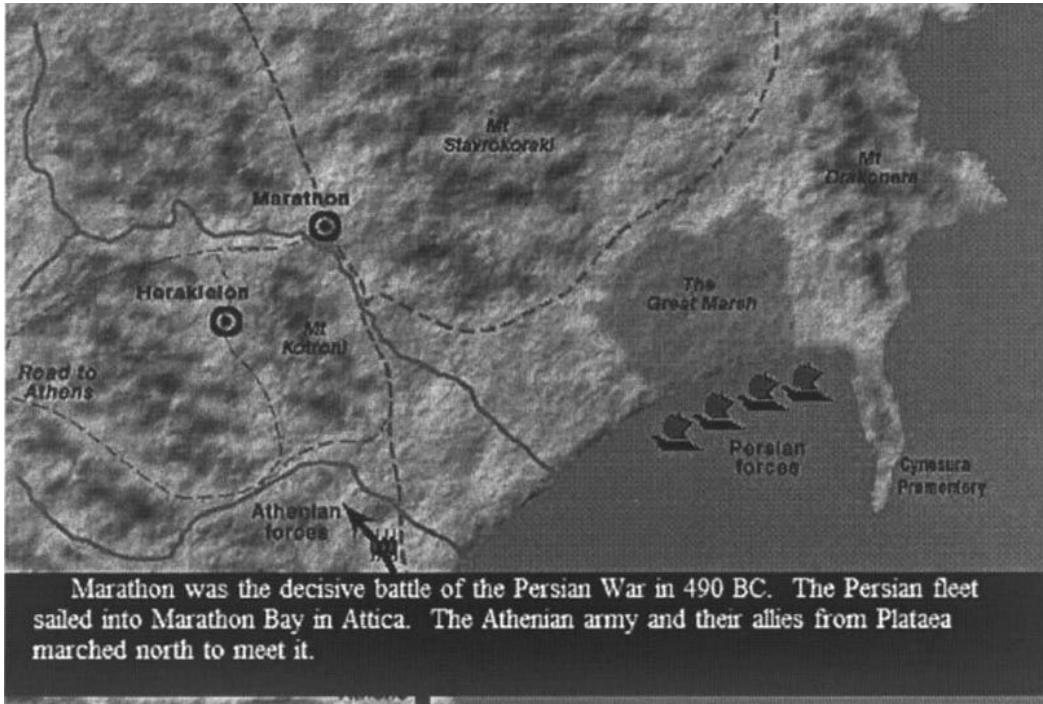 Mt
Stavrokoraki
Mt
Drakonera
Marathon
The
Great Marsh
Herakleion
Mt
Kotroni
Road to
Athens
Persian
forces
Cynosura
Promontory
Athenian
forces
Marathon was the decisive battle of the Persian War in 490 BC. The Persian fleet
sailed into Marathon Bay in Attica. The Athenian army and their allies from Plataea
marched north to meet it.